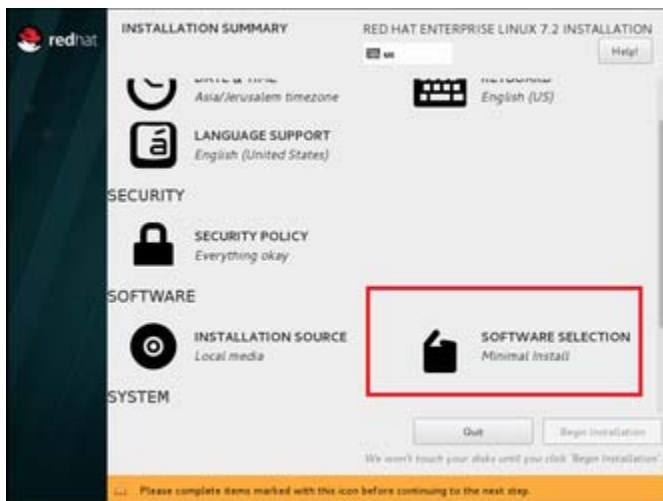 redhat
INSTALLATION SUMMARY
RED HAT ENTERPRISE LINUX 7.2 INSTALLATION
us
Help!
DATE & TIME
Asia/Jerusalem timezone
KEYBOARD
English (US)
LANGUAGE SUPPORT
English (United States)
SECURITY
SECURITY POLICY
Everything okay
SOFTWARE
INSTALLATION SOURCE
Local media
SOFTWARE SELECTION
Minimal Install
SYSTEM
Quit
Begin Installation
We won't touch your disks until you click 'Begin Installation'.
Please complete items marked with this icon before continuing to the next step.